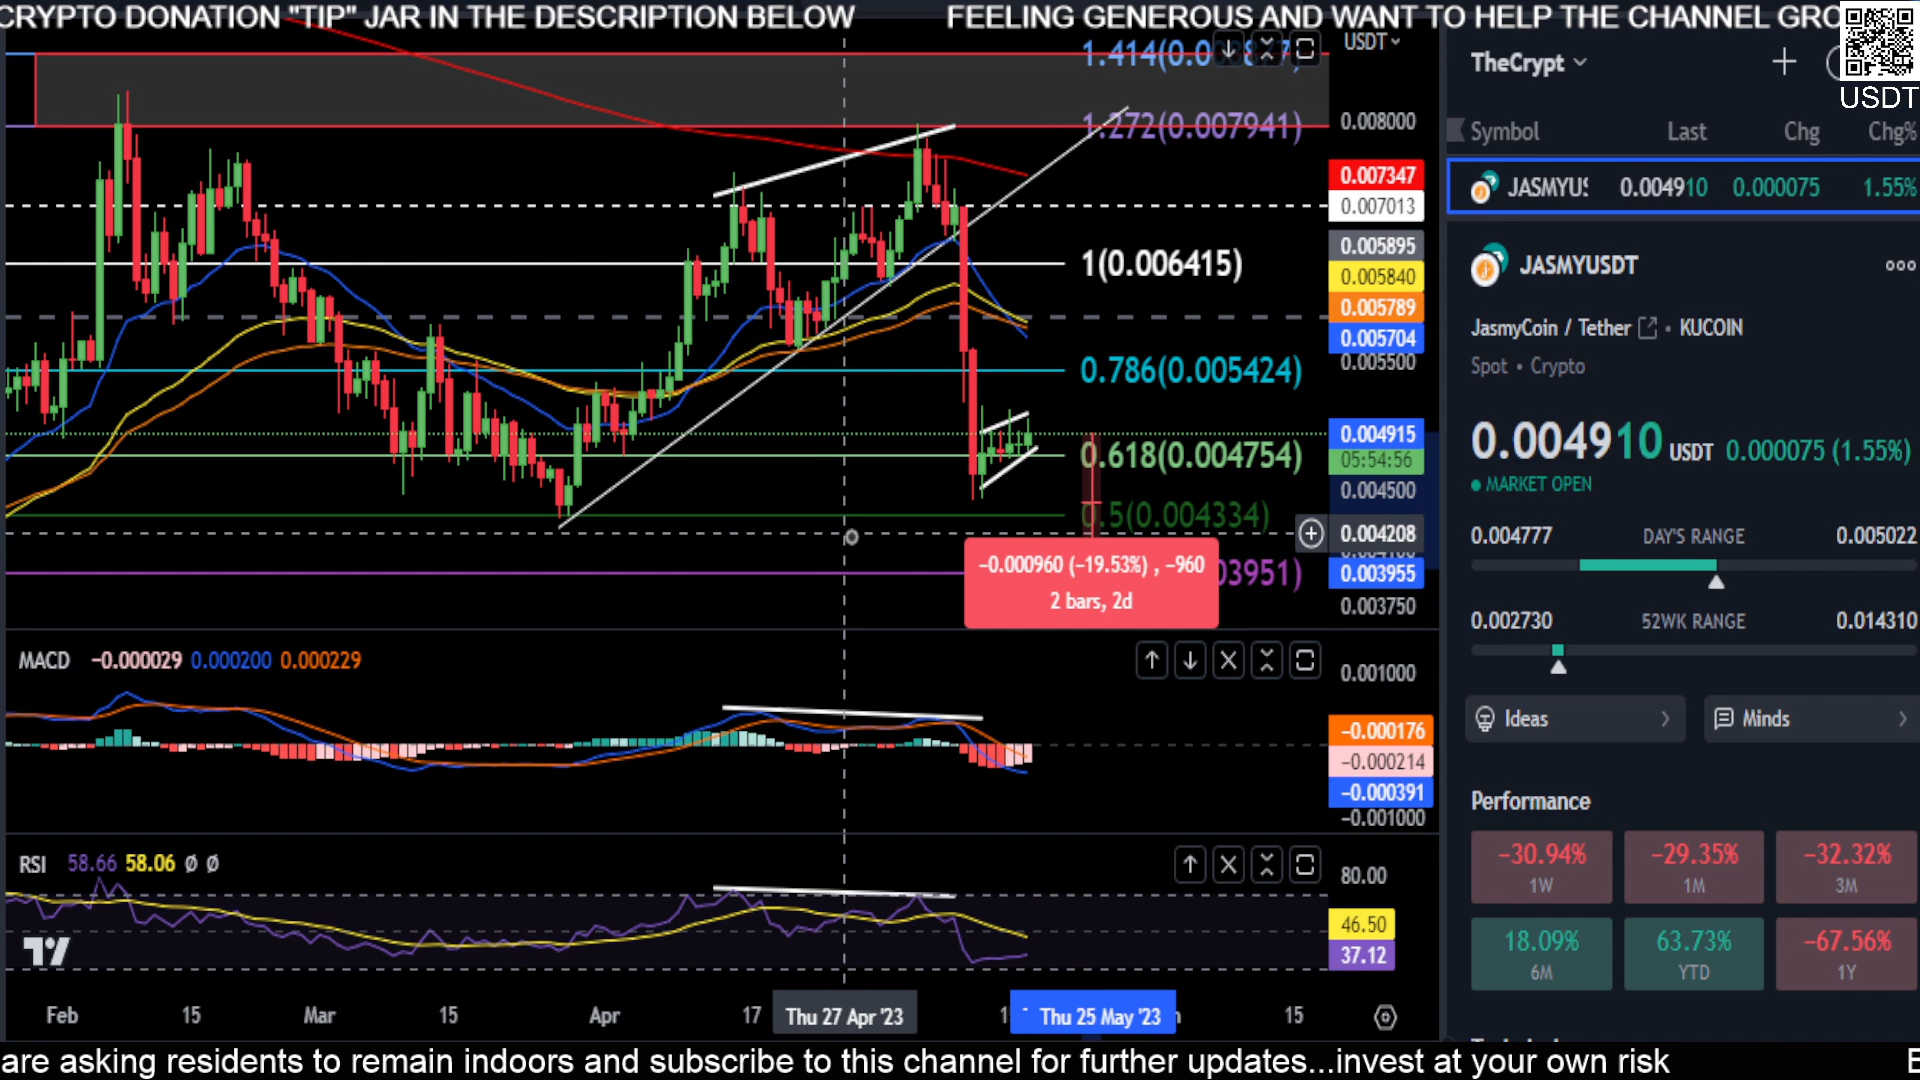 CRYPTO DONATION "TIP" JAR IN THE DESCRIPTION BELOW FEELING GENEROUS AND WANT TO HELP THE CHANNEL GRO
USDT
1.414(0.0
1.272(0.007941)
1(0.006415)
0.786(0.005424)
0.618(0.004754)
0.5(0.004334)
03951)
-0.000960 (-19.53%) , -960
2 bars, 2d
USDT
0.008000
0.007347
0.007013
0.005895
0.005840
0.005789
0.005704
0.005500
0.004915
05:54:56
0.004500
0.004208
0.003955
0.003750
MACD -0.000029 0.000200 0.000229
0.001000
-0.000176
-0.000214
-0.000391
-0.001000
RSI 58.66 58.06 Ø Ø
80.00
46.50
37.12
Feb 15 Mar 15 Apr 17 Thu 27 Apr '23 Thu 25 May '23 15
TheCrypt
Symbol Last Chg Chg%
JASMYUS 0.004910 0.000075 1.55%
JASMYUSDT
JasmyCoin / Tether • KUCOIN
Spot • Crypto
0.004910 USDT 0.000075 (1.55%)
MARKET OPEN
0.004777 DAY'S RANGE 0.005022
0.002730 52WK RANGE 0.014310
Ideas Minds
Performance
-30.94% -29.35% -32.32%
1W 1M 3M
18.09% 63.73% -67.56%
6M YTD 1Y
are asking residents to remain indoors and subscribe to this channel for further updates...invest at your own risk